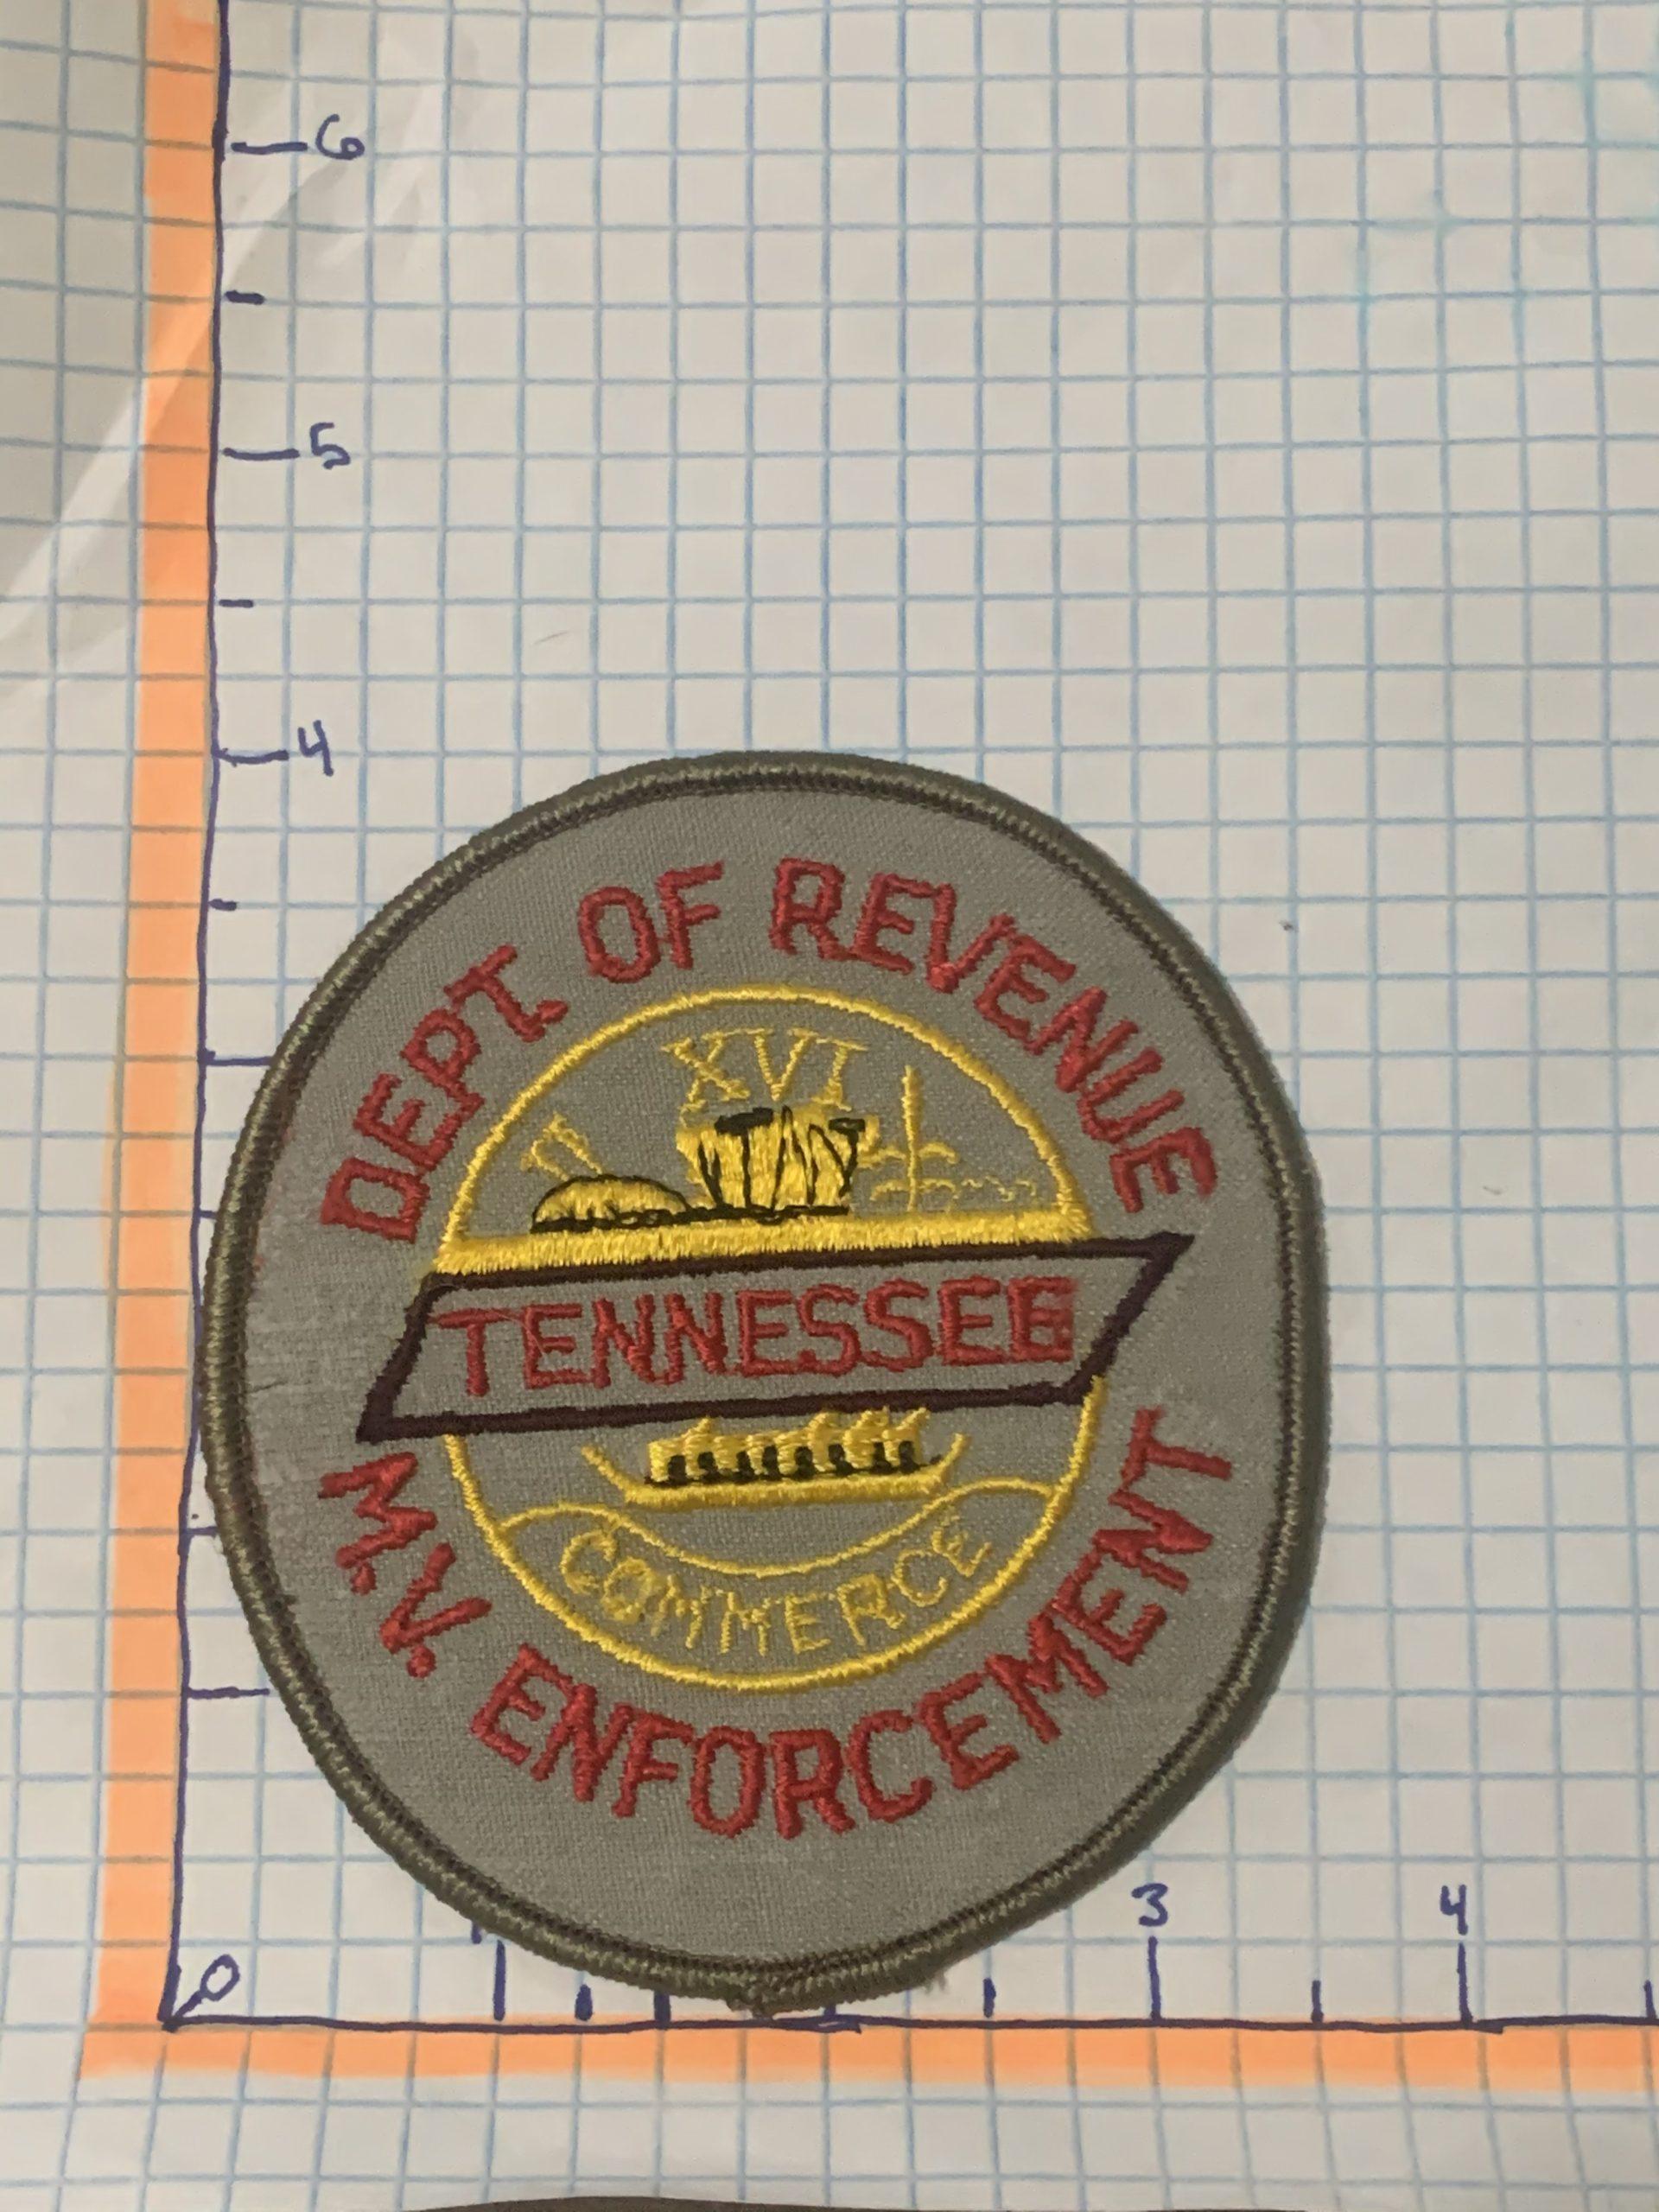 6
5
4
DEPT. OF REVENUE
XVI
TENNESSEE
COMMERCE
M.V. ENFORCEMENT
3
4
0